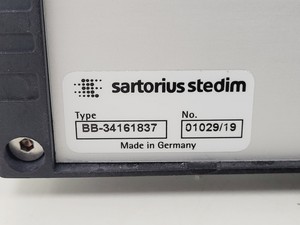 sartorius stedim
Type No.
BB-34161837 01029/19
Made in Germany